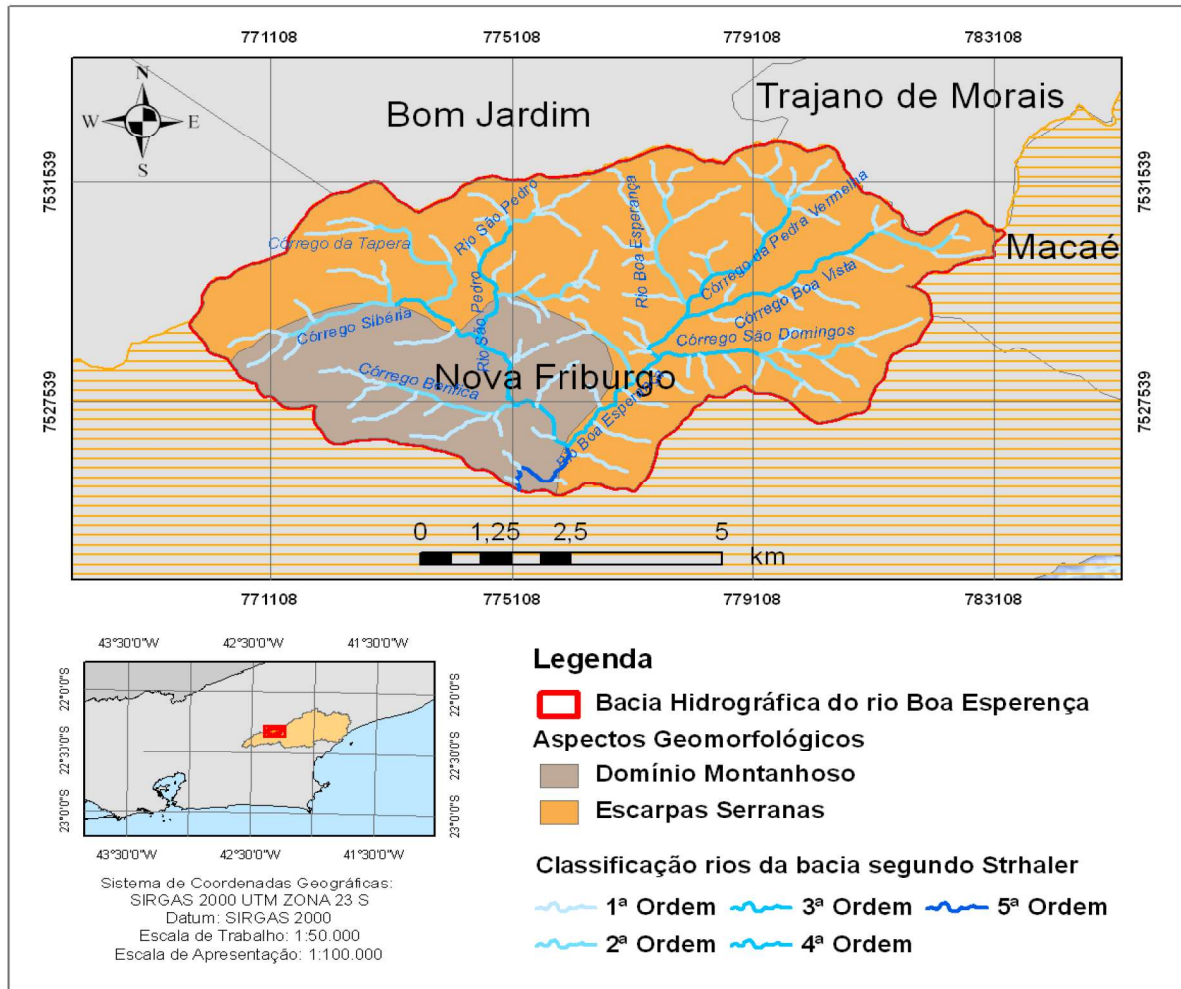 771108 775108 779108 783108
N
W E
S
Bom Jardim
Trajano de Morais
7531539
7531539
Rio São Pedro
Rio Boa Esperança
Córrego da Pedra Vermelha
Córrego da Tapera
Macaé
Córrego Boa Vista
Rio São Pedro
Córrego Sibéria
Córrego São Domingos
Nova Friburgo
Córrego Benfica
7527539
7527539
Rio Boa Esperança
0 1,25 2,5 5
km
771108 775108 779108 783108
43°30'0"W 42°30'0"W 41°30'0"W
22°0'0"S
22°0'0"S
22°31'0"S
22°30'0"S
23°0'0"S
23°0'0"S
43°30'0"W 42°30'0"W 41°30'0"W
Sistema de Coordenadas Geográficas:
SIRGAS 2000 UTM ZONA 23 S
Datum: SIRGAS 2000
Escala de Trabalho: 1:50.000
Escala de Apresentação: 1:100.000
Legenda
Bacia Hidrográfica do rio Boa Esperença
Aspectos Geomorfológicos
Domínio Montanhoso
Escarpas Serranas
Classificação rios da bacia segundo Strhaler
1ª Ordem 3ª Ordem 5ª Ordem
2ª Ordem 4ª Ordem